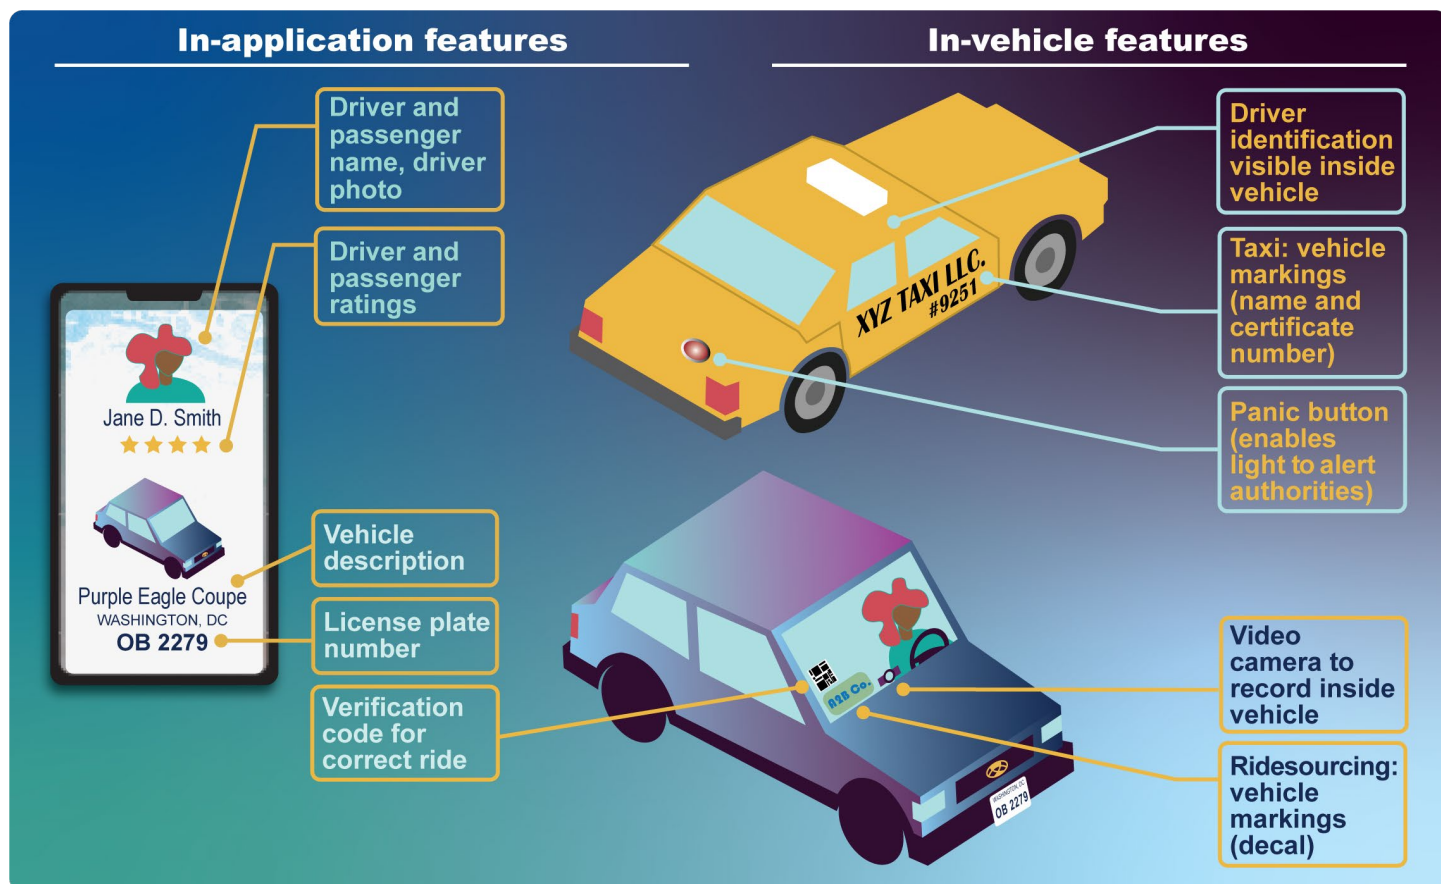 In-application features
Driver and
passenger
name, driver
photo
Driver and
passenger
ratings
Jane D. Smith
Purple Eagle Coupe
WASHINGTON, DC
OB 2279
Vehicle
description
License plate
number
Verification
code for
correct ride
In-vehicle features
XYZ TAXI LLC.
#9251
Driver
identification
visible inside
vehicle
Taxi: vehicle
markings
(name and
certificate
number)
Panic button
(enables
light to alert
authorities)
A2B Co.
WASHINGTON, DC
OB 2279
Video
camera to
record inside
vehicle
Ridesourcing:
vehicle
markings
(decal)